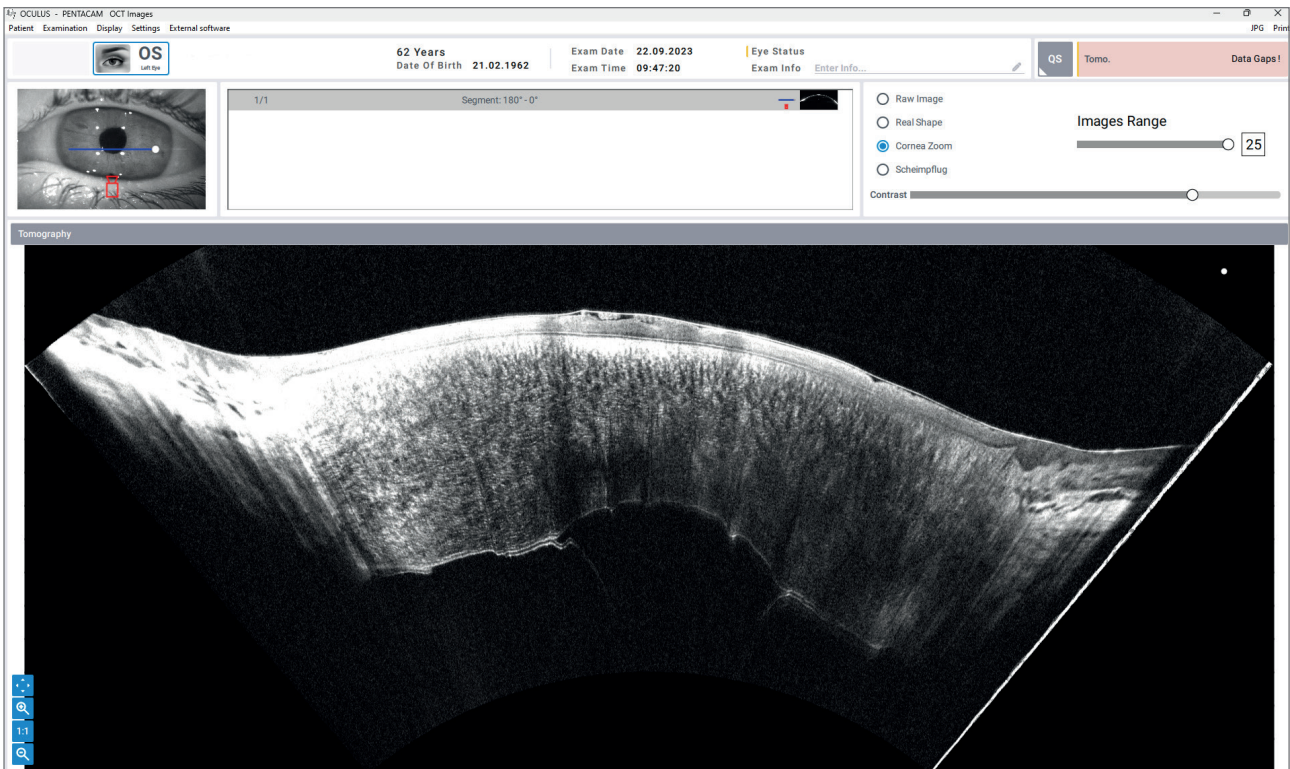 OCULUS - PENTACAM OCT Images
Patient Examination Display Settings External software
JPG Print
OS
Left Eye
62 Years
Date Of Birth 21.02.1962
Exam Date 22.09.2023
Exam Time 09:47:20
Eye Status
Exam Info Enter Info...
QS
Tomo.
Data Gaps!
1/1
Segment: 180° - 0°
Raw Image
Real Shape
Cornea Zoom
Scheimpflug
Images Range
25
Contrast
Tomography
1:1